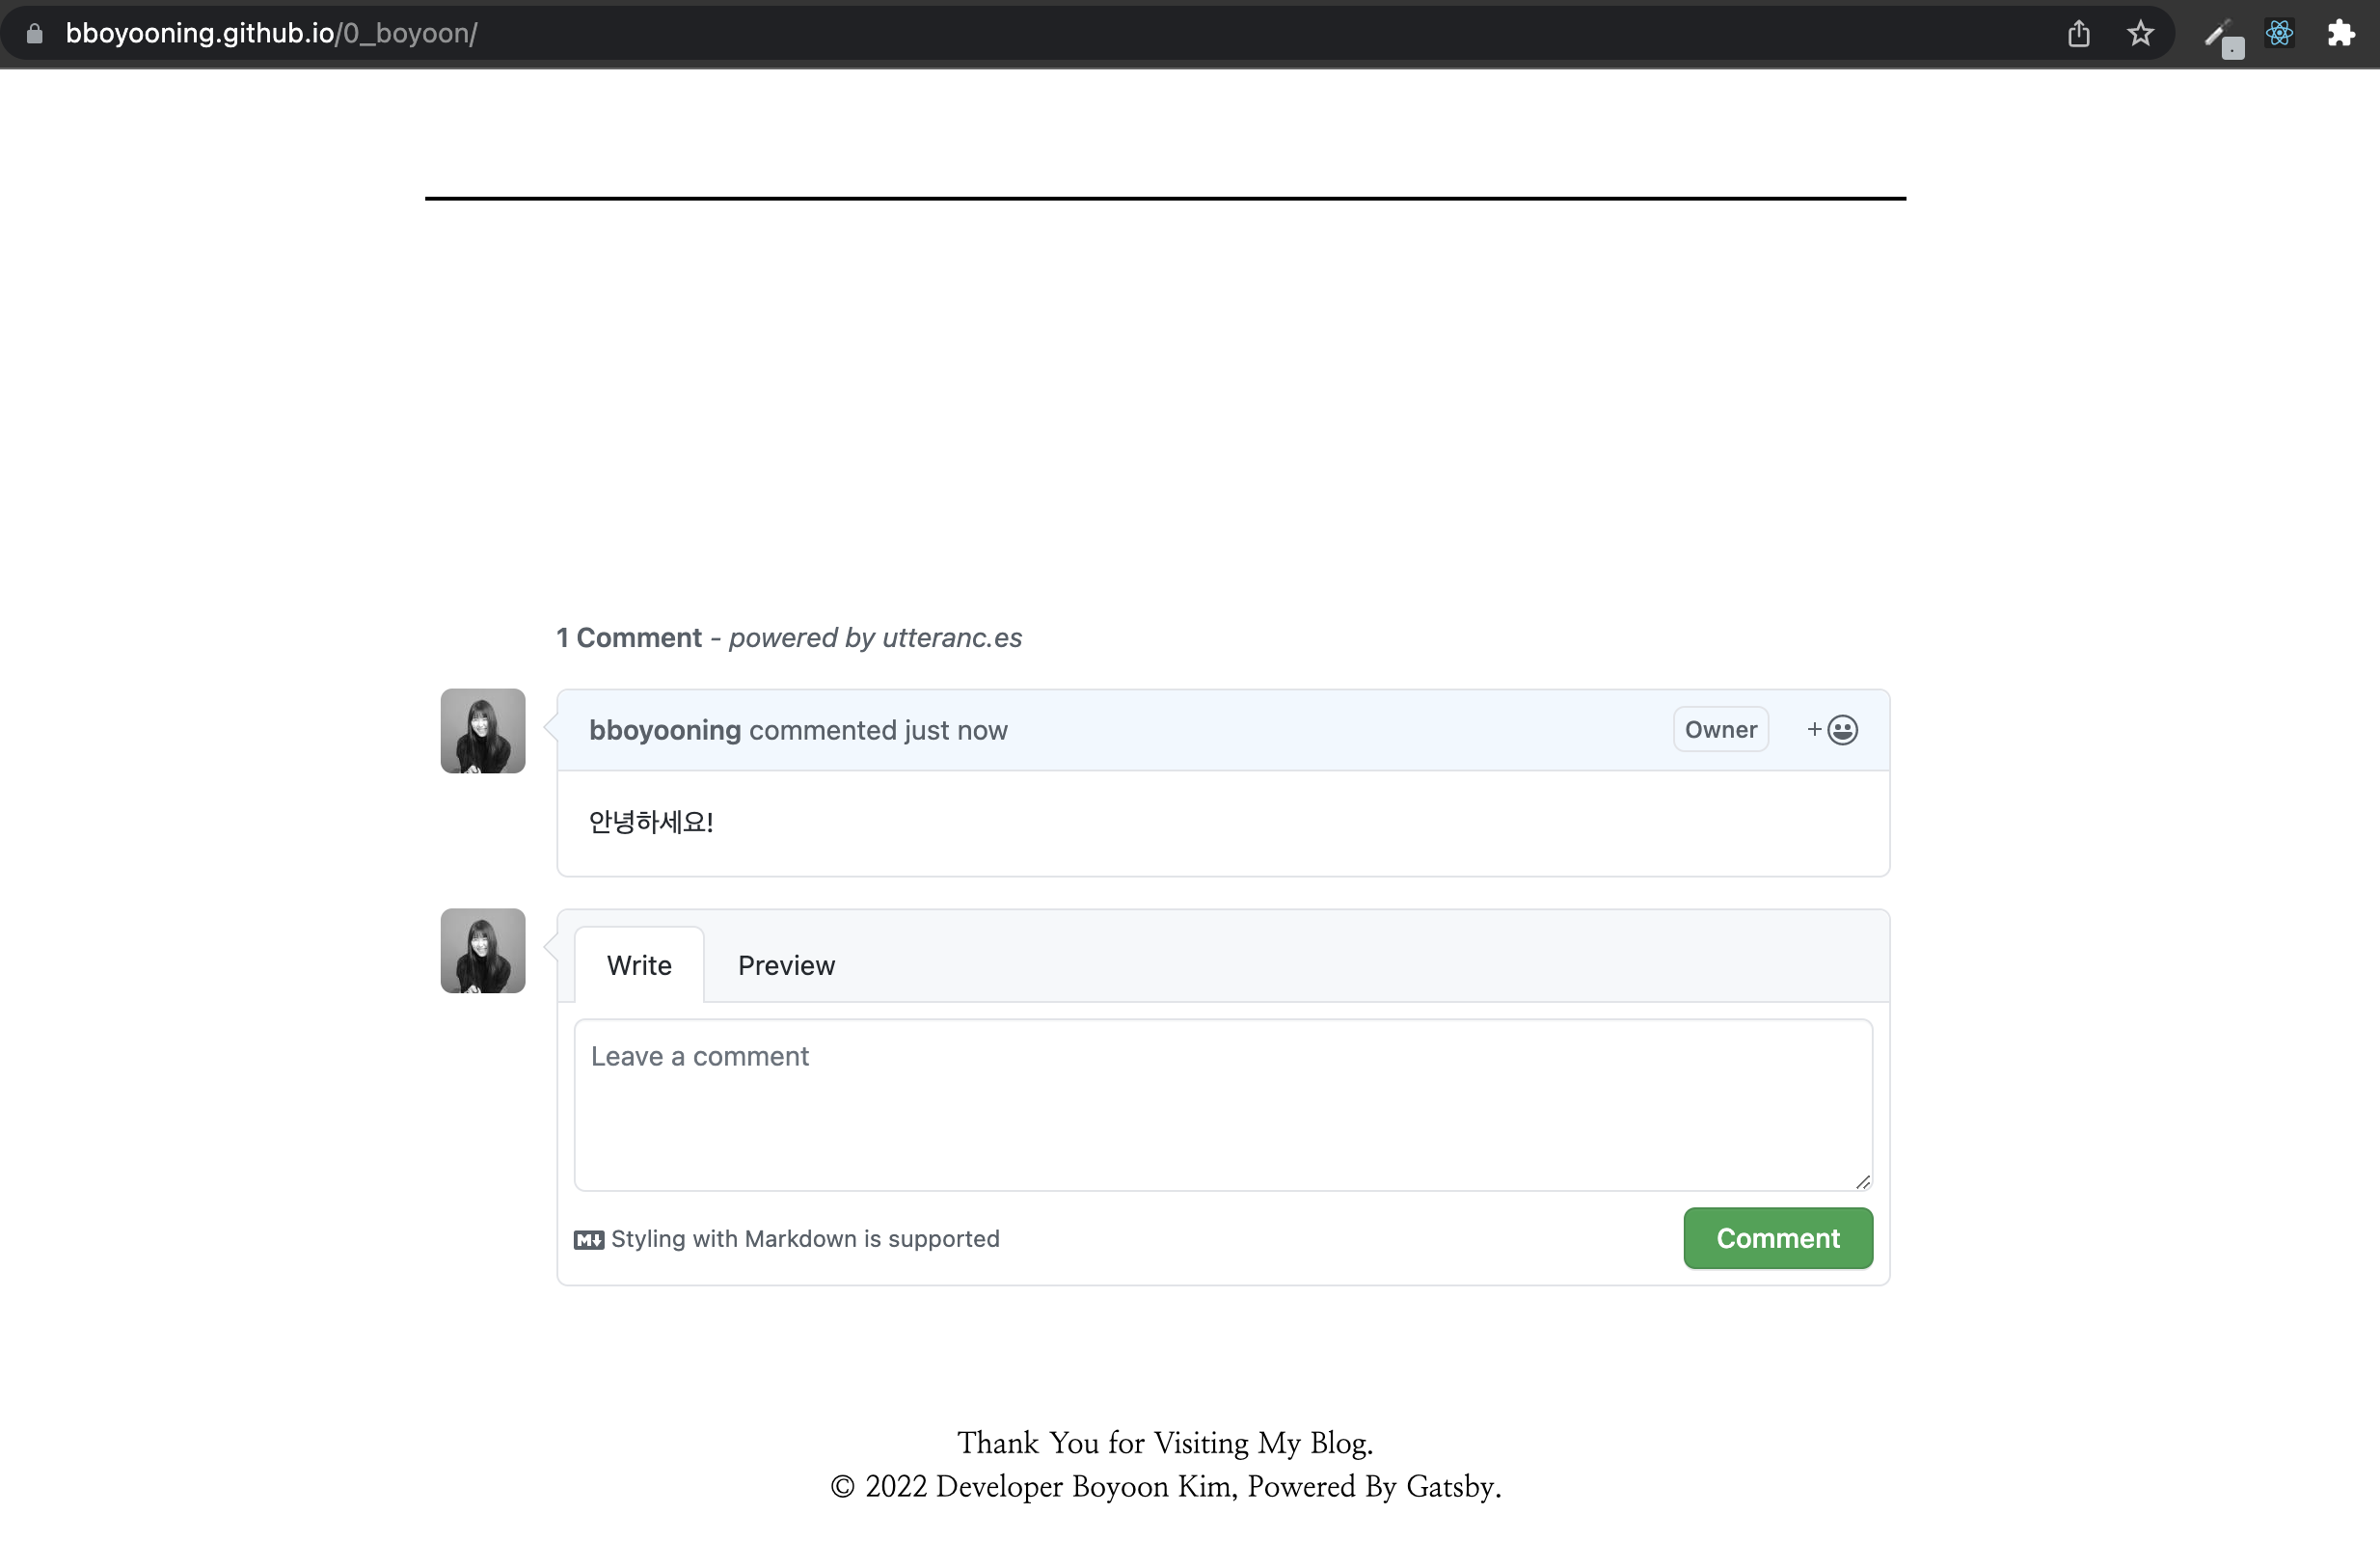 bboyooning.github.io/0_boyoon/
1 Comment - powered by utteranc.es
bboyooning commented just now
Owner
+
안녕하세요!
Write
Preview
Leave a comment
M↓ Styling with Markdown is supported
Comment
Thank You for Visiting My Blog.
© 2022 Developer Boyoon Kim, Powered By Gatsby.